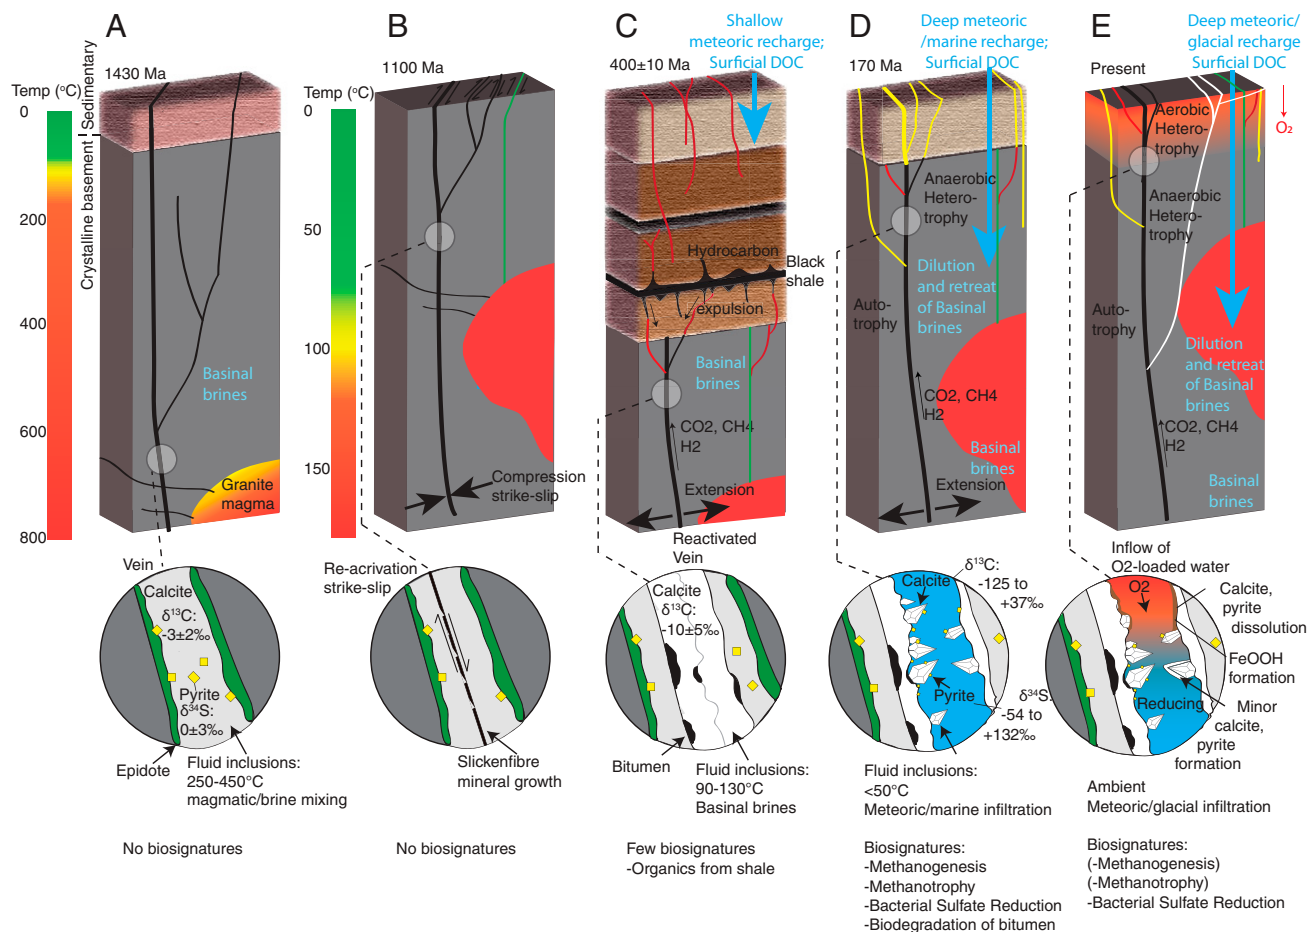 A
1430 Ma
Temp (°C)
0
200
400
600
800
Sedimentary
Crystalline basement
Basinal
brines
Granite
magma
Vein
Calcite
δ13C:
-3±2‰
Pyrite
δ34S:
0±3‰
Epidote
Fluid inclusions:
250-450°C
magmatic/brine mixing
No biosignatures
B
1100 Ma
Temp (°C)
0
50
100
150
Compression
strike-slip
Re-acrivation
strike-slip
Slickenfibre
mineral growth
No biosignatures
C
Shallow
meteoric recharge;
Surficial DOC
400±10 Ma
Hydrocarbon
expulsion
Black
shale
Basinal
brines
CO2, CH4
H2
Extension
Reactivated
Vein
Calcite
δ13C:
-10±5‰
Bitumen
Fluid inclusions:
90-130°C
Basinal brines
Few biosignatures
-Organics from shale
D
Deep meteoric
/marine recharge;
Surficial DOC
170 Ma
Anaerobic
Hetero-
trophy
Dilution
and retreat
of Basinal
brines
Auto-
trophy
CO2, CH4
H2
Basinal
brines
Extension
Calcite
δ13C:
-125 to
+37‰
Pyrite
δ34S:
-54 to
+132‰
Fluid inclusions:
<50°C
Meteoric/marine infiltration
Biosignatures:
-Methanogenesis
-Methanotrophy
-Bacterial Sulfate Reduction
-Biodegradation of bitumen
E
Deep meteoric/
glacial recharge
Surficial DOC
Present
O2
Aerobic
Hetero-
trophy
Anaerobic
Hetero-
trophy
Auto-
trophy
Dilution
and retreat
of Basinal
brines
CO2, CH4
H2
Basinal
brines
Inflow of
O2-loaded water
O2
Calcite,
pyrite
dissolution
FeOOH
formation
Reducing
Minor
calcite,
pyrite
formation
Ambient
Meteoric/glacial infiltration
Biosignatures:
(-Methanogenesis)
(-Methanotrophy)
-Bacterial Sulfate Reduction